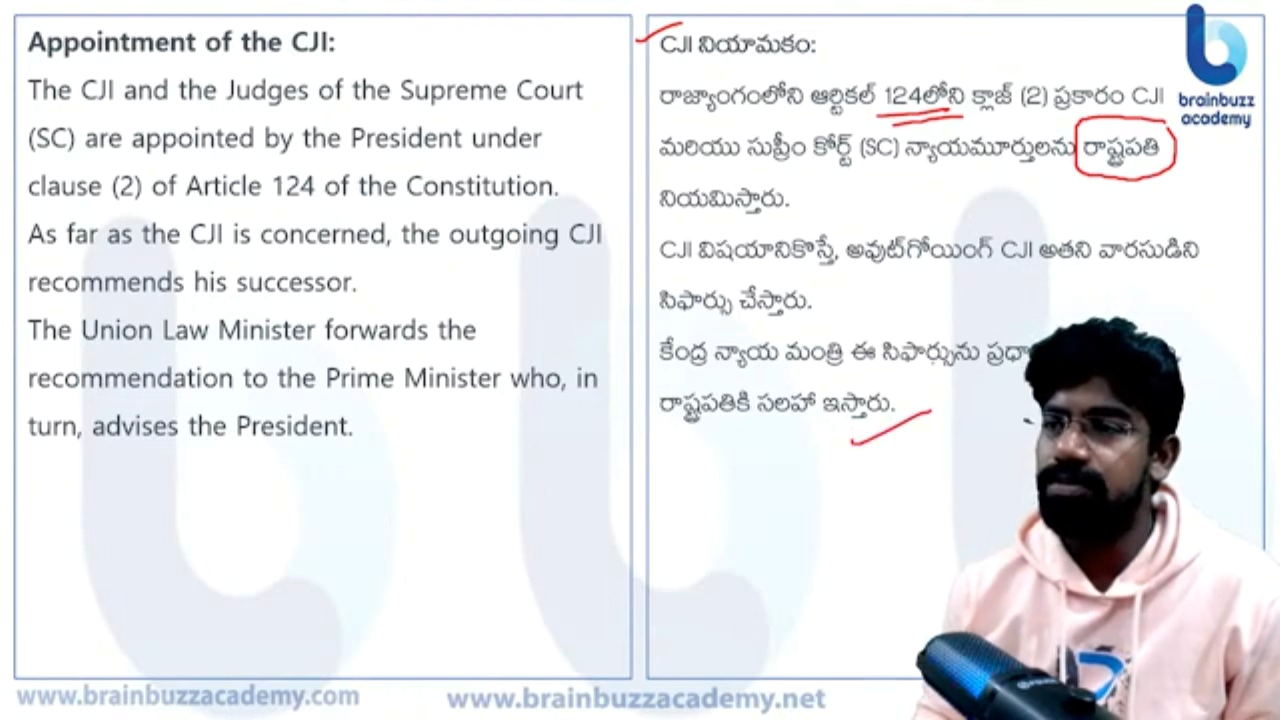 Appointment of the CJI:
The CJI and the Judges of the Supreme Court
(SC) are appointed by the President under
clause (2) of Article 124 of the Constitution.
As far as the CJI is concerned, the outgoing CJI
recommends his successor.
The Union Law Minister forwards the
recommendation to the Prime Minister who, in
turn, advises the President.
CJI నియామకం:
రాజ్యాంగంలోని ఆర్టికల్ 124లోని క్లాజ్ (2) ప్రకారం CJI
మరియు సుప్రీం కోర్ట్ (SC) న్యాయమూర్తులను రాష్ట్రపతి
నియమిస్తారు.
CJI విషయానికొస్తే, అవుట్‌గోయింగ్ CJI అతని వారసుడిని
సిఫార్సు చేస్తారు.
కేంద్ర న్యాయ మంత్రి ఈ సిఫార్సును
రాష్ట్రపతికి సలహా ఇస్తారు.
brainbuzz
academy
www.brainbuzzacademy.com
www.brainbuzzacademy.net